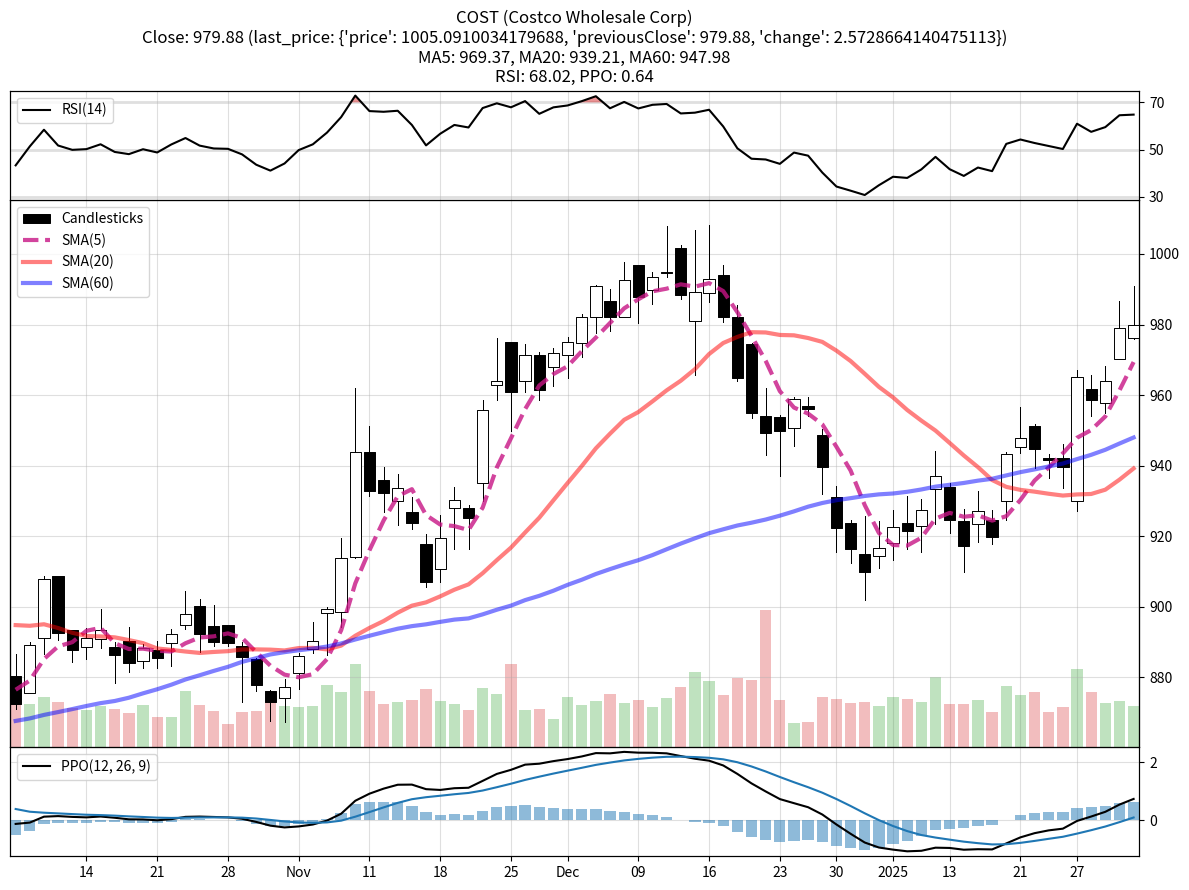 COST (Costco Wholesale Corp)
Close: 979.88 (last_price: {'price': 1005.0910034179688, 'previousClose': 979.88, 'change': 2.5728664140475113})
MA5: 969.37, MA20: 939.21, MA60: 947.98
RSI: 68.02, PPO: 0.64
RSI(14)
70
50
30
Candlesticks
SMA(5)
SMA(20)
SMA(60)
1000
980
960
940
920
900
880
PPO(12, 26, 9)
2
0
14 21 28 Nov 11 18 25 Dec 09 16 23 30 2025 13 21 27